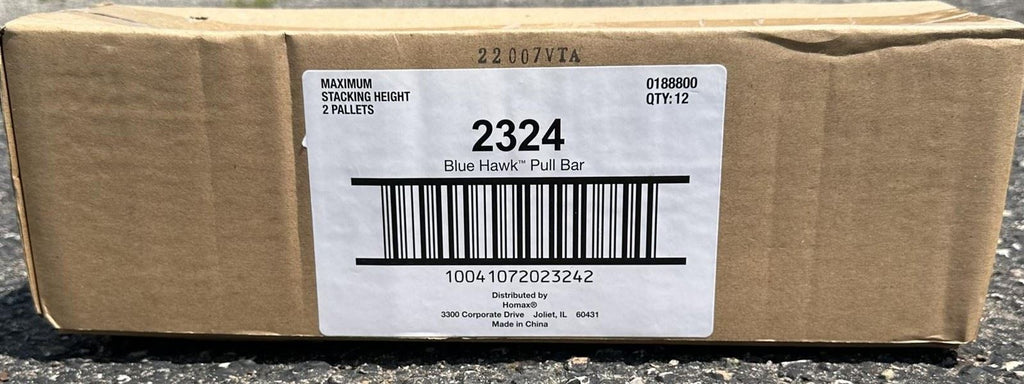 22007VTA
MAXIMUM
STACKING HEIGHT
2 PALLETS
0188800
QTY: 12
2324
Blue Hawk™ Pull Bar
10041072023242
Distributed by
Homax®
3300 Corporate Drive Joliet, IL 60431
Made in China